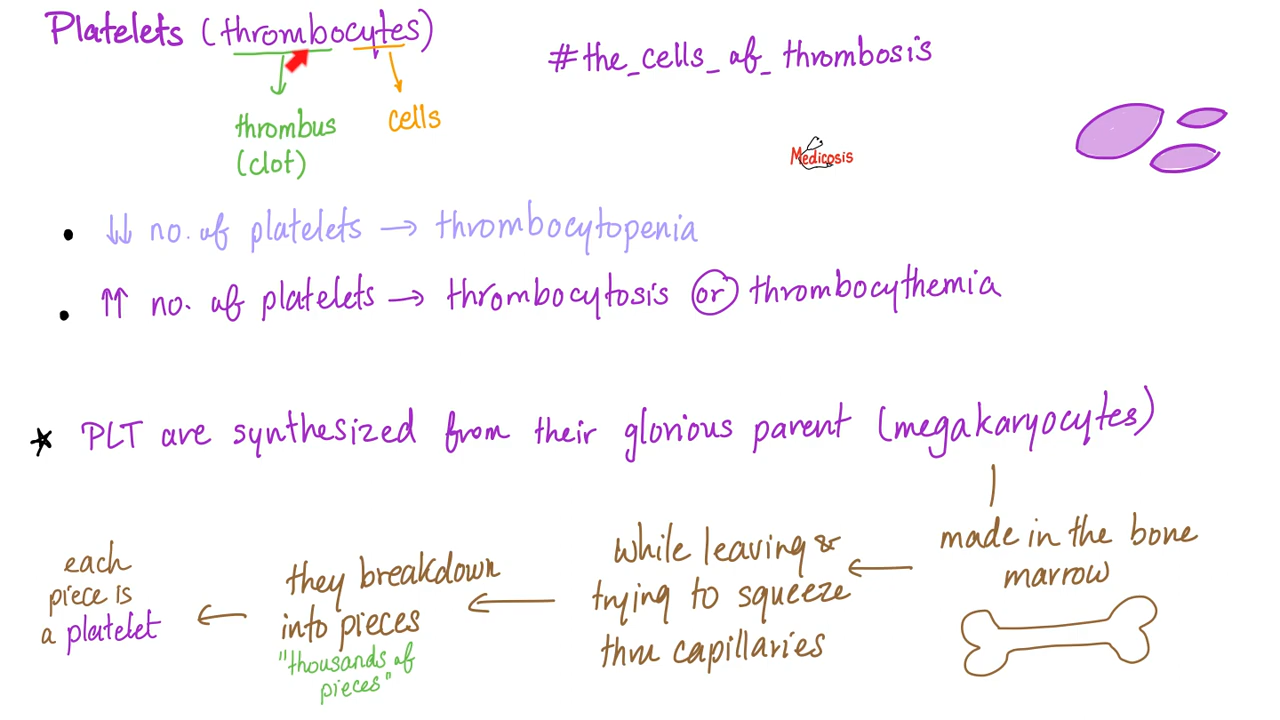 Platelets (thrombocytes)
#the_cells_of_thrombosis
thrombus
(clot)
cells
Medicosis
• ↓↓ no. of platelets → thrombocytopenia
• ↑↑ no. of platelets → thrombocytosis or thrombocythemia
★ PLT are synthesized from their glorious parent (megakaryocytes)
made in the bone
marrow
while leaving &
trying to squeeze
thru capillaries
they breakdown
into pieces
"thousands of
pieces"
each
piece is
a platelet